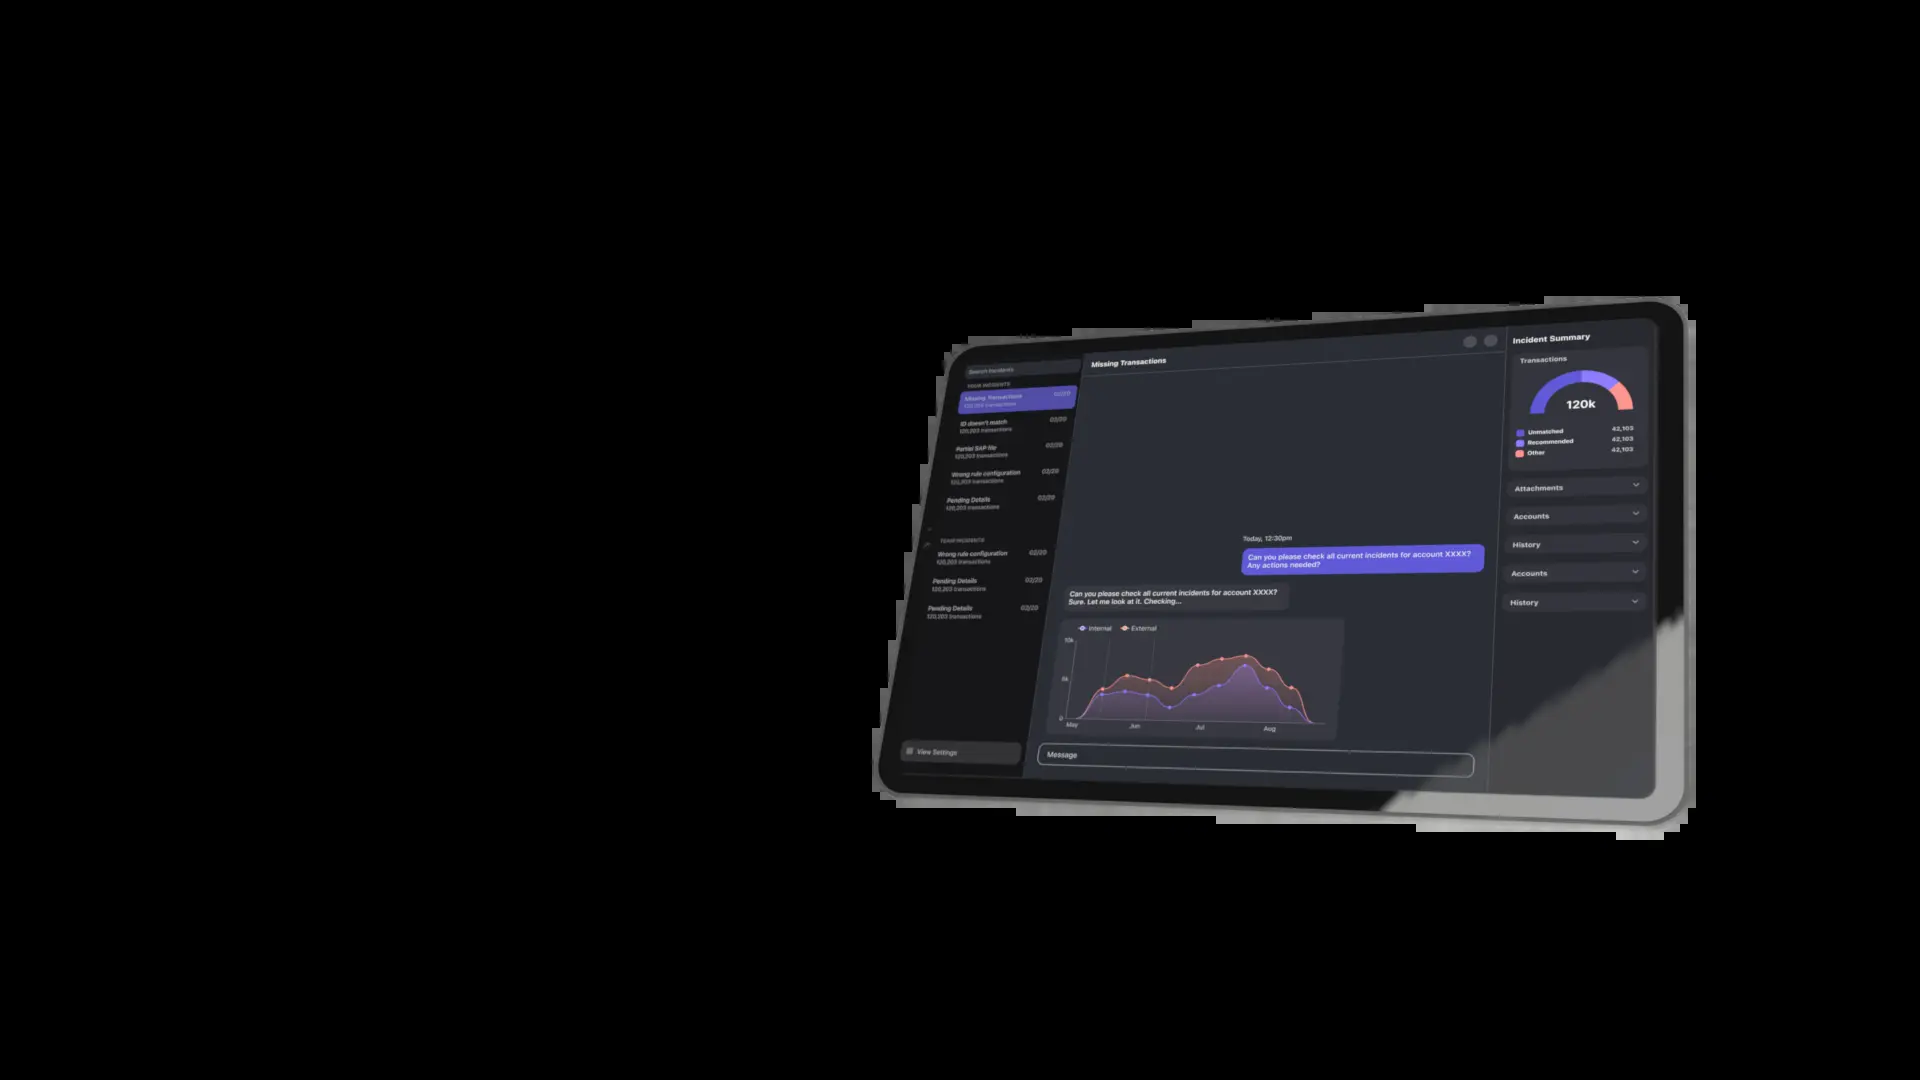 Search Incidents
YOUR INCIDENTS
Missing Transactions 02/20
120,203 transactions
ID doesn't match 02/20
120,203 transactions
Partial SAP file 02/20
120,203 transactions
Wrong rule configuration 02/20
120,203 transactions
Pending Details 02/20
120,203 transactions
TEAM INCIDENTS
Wrong rule configuration 02/20
120,203 transactions
Pending Details 02/20
120,203 transactions
Pending Details 02/20
120,203 transactions
View Settings
Missing Transactions
Today, 12:30pm
Can you please check all current incidents for account XXXX?
Any actions needed?
Can you please check all current incidents for account XXXX?
Sure. Let me look at it. Checking...
Internal External
10k
0
May Jun Jul Aug
Message
Incident Summary
Transactions
120k
Unmatched 42,103
Recommended 42,103
Other 42,103
Attachments
Accounts
History
Accounts
History